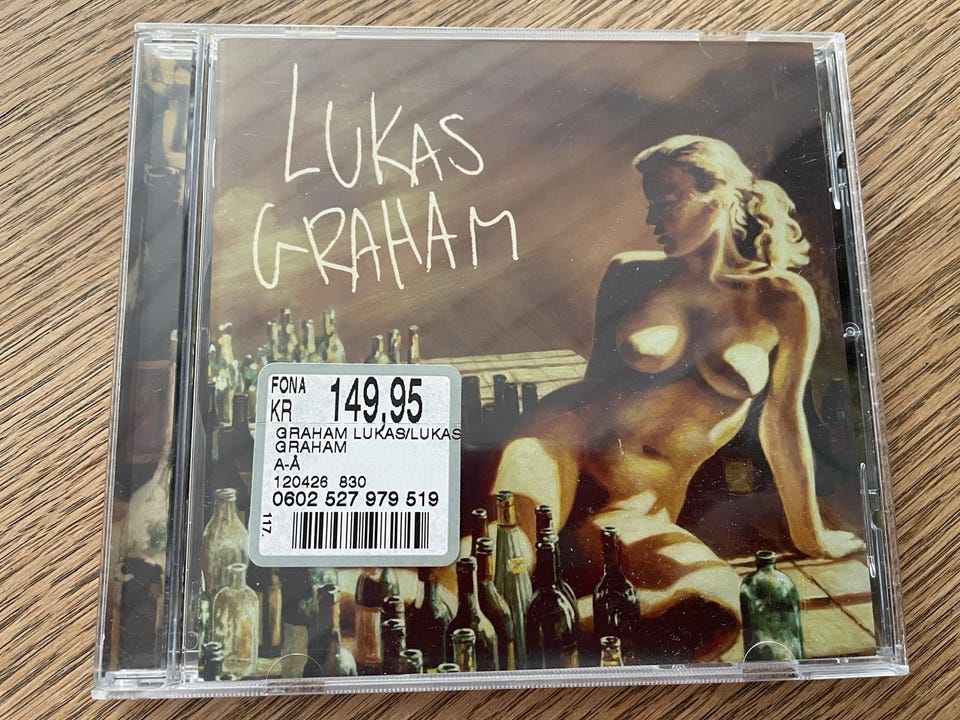 LUKAS
GRAHAM
FONA
KR 149,95
GRAHAM LUKAS/LUKAS
GRAHAM
A-Å
120426 830
0602 527 979 519
117.